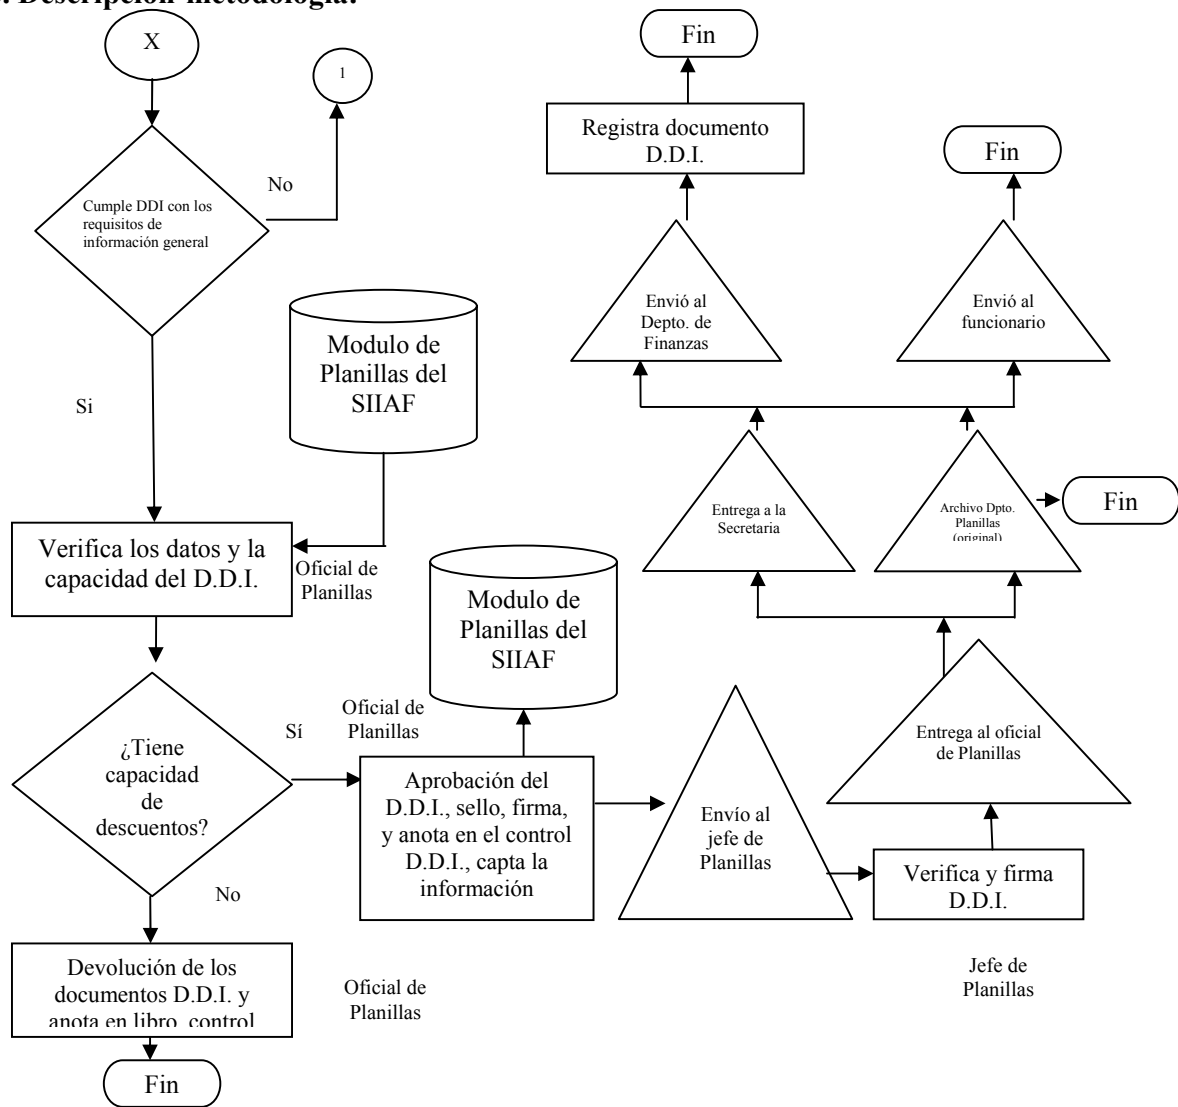 Descripción metodología:
X
1
No
Cumple DDI con los
requisitos de
información general
Si
Modulo de
Planillas del
SIIAF
Verifica los datos y la
capacidad del D.D.I.
Oficial de
Planillas
Modulo de
Planillas del
SIIAF
¿Tiene
capacidad
de
descuentos?
Sí
Oficial de
Planillas
Aprobación del
D.D.I., sello, firma,
y anota en el control
D.D.I., capta la
información
No
Devolución de los
documentos D.D.I. y
anota en libro control
Oficial de
Planillas
Fin
Envío al
jefe de
Planillas
Verifica y firma
D.D.I.
Jefe de
Planillas
Entrega al oficial
de Planillas
Entrega a la
Secretaria
Archivo Dpto.
Planillas
(original)
Fin
Envió al
Depto. de
Finanzas
Envió al
funcionario
Registra documento
D.D.I.
Fin
Fin